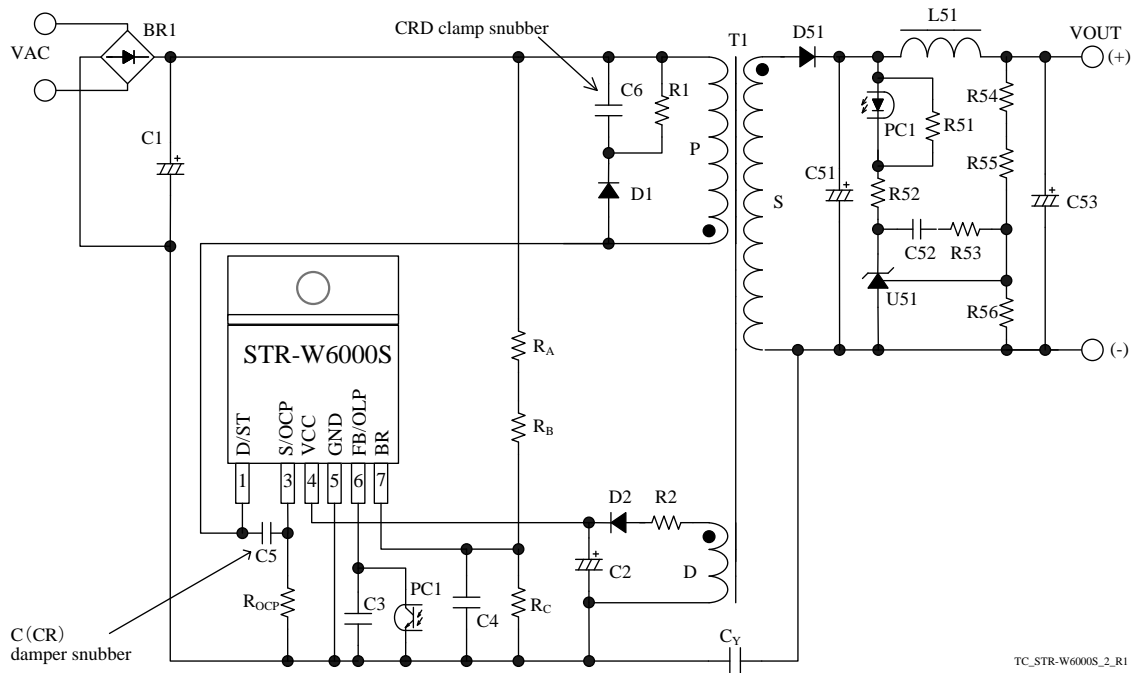 CRD clamp snubber
BR1
VAC
C1
C6
R1
D1
P
T1
S
D51
L51
VOUT
(+)
PC1
R51
R54
R55
C51
R52
C52
R53
C53
U51
R56
(-)
STR-W6000S
D/ST
S/OCP
VCC
GND
FB/OLP
BR
1
3
4
5
6
7
RA
RB
D2
R2
C5
C2
D
ROCP
C3
PC1
C4
RC
CY
C(CR)
damper snubber
TC_STR-W6000S_2_R1